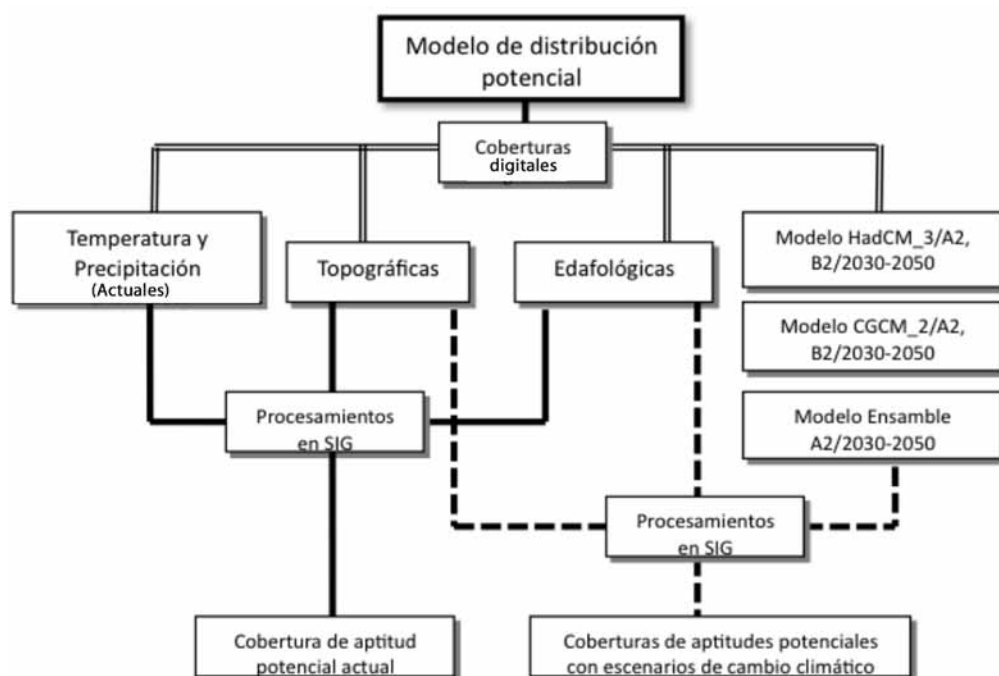 Modelo de distribución
potencial
Coberturas
digitales
Temperatura y
Precipitación
(Actuales)
Topográficas
Edafológicas
Modelo HadCM_3/A2,
B2/2030-2050
Modelo CGCM_2/A2,
B2/2030-2050
Modelo Ensamble
A2/2030-2050
Procesamientos
en SIG
Procesamientos
en SIG
Cobertura de aptitud
potencial actual
Coberturas de aptitudes potenciales
con escenarios de cambio climático